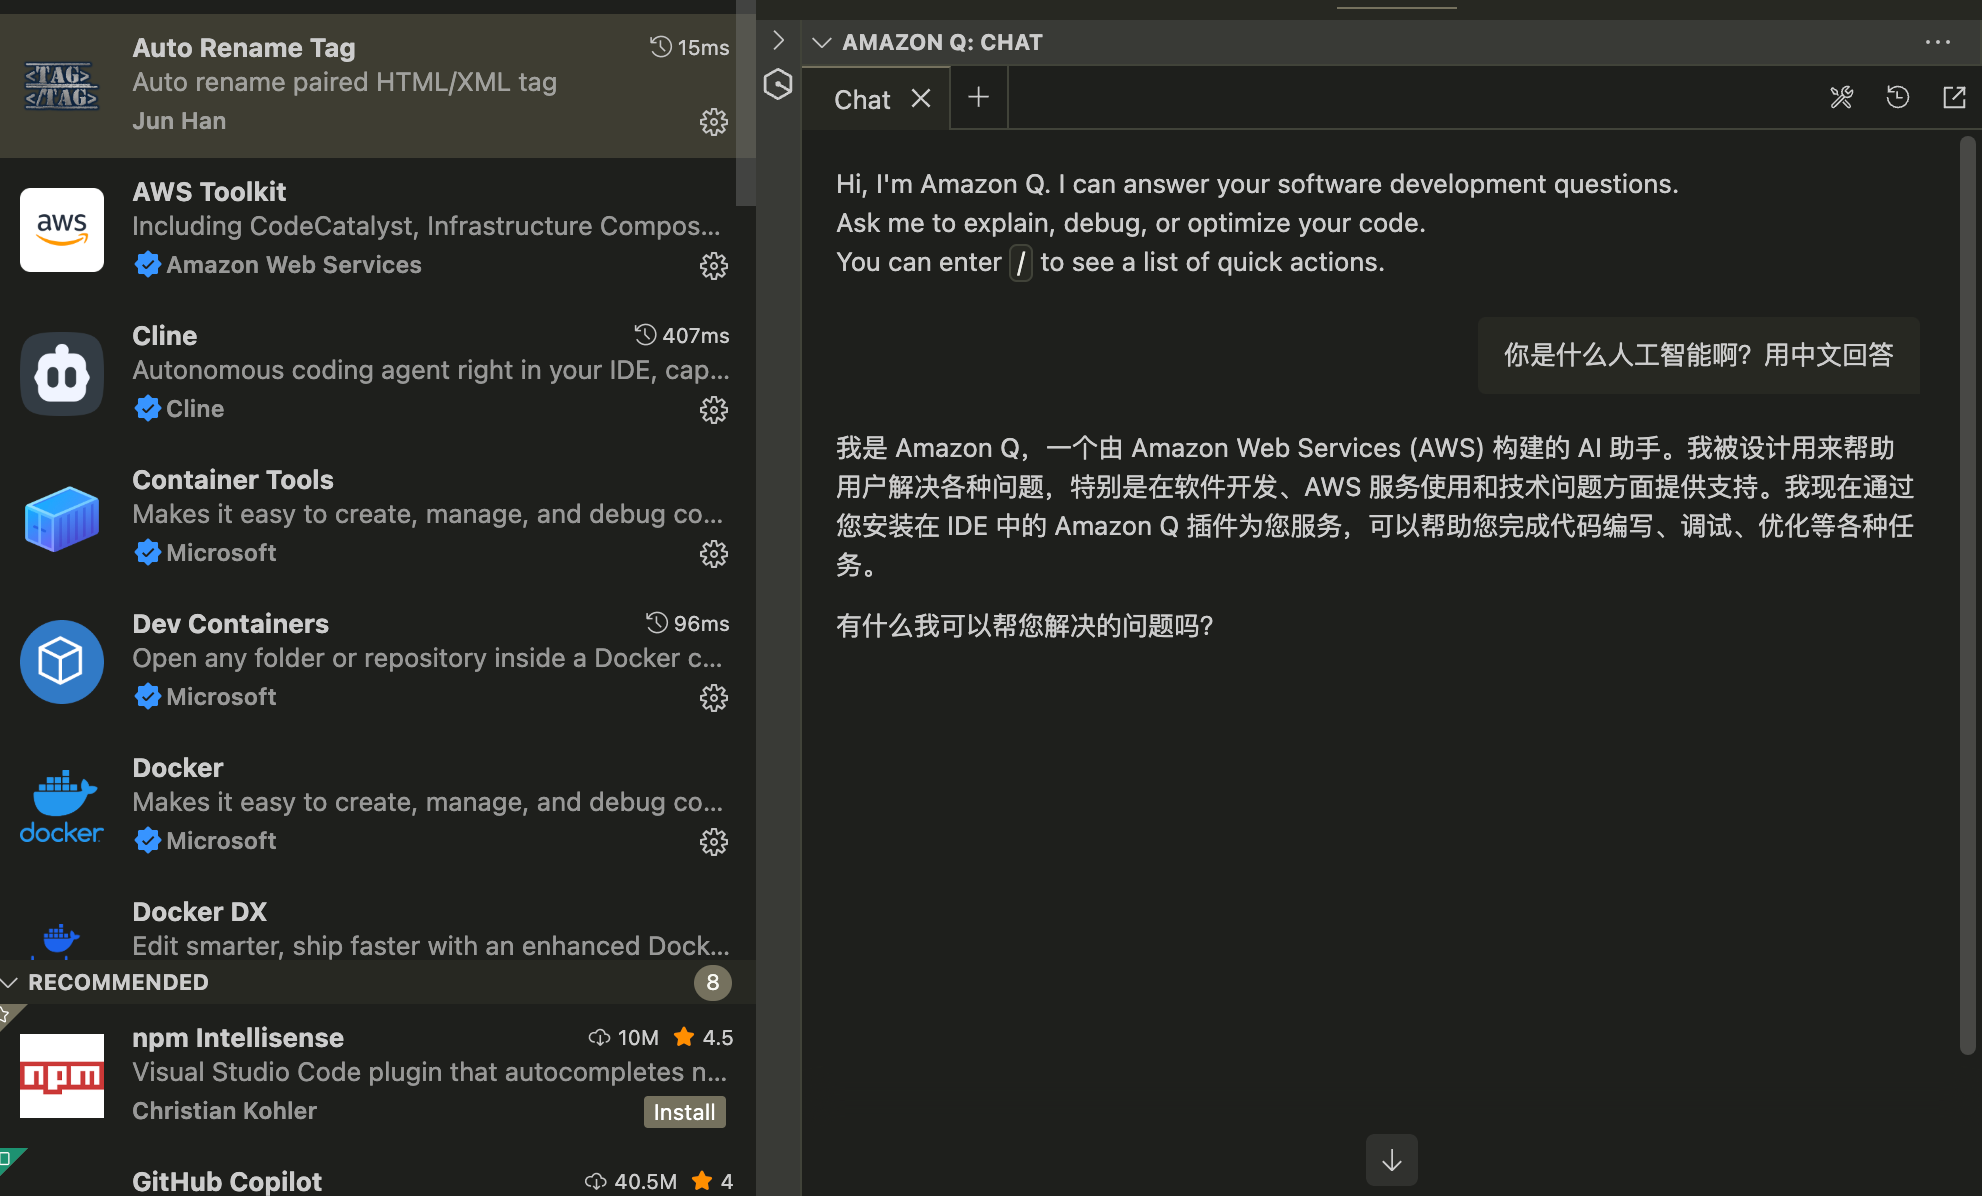 <TAG>
</TAG>
Auto Rename Tag
15ms
Auto rename paired HTML/XML tag
Jun Han
aws
AWS Toolkit
Including CodeCatalyst, Infrastructure Compos...
Amazon Web Services
Cline
407ms
Autonomous coding agent right in your IDE, cap...
Cline
Container Tools
Makes it easy to create, manage, and debug co...
Microsoft
Dev Containers
96ms
Open any folder or repository inside a Docker c...
Microsoft
docker
Docker
Makes it easy to create, manage, and debug co...
Microsoft
Docker DX
Edit smarter, ship faster with an enhanced Dock...
RECOMMENDED
8
npm
npm Intellisense
10M
4.5
Visual Studio Code plugin that autocompletes n...
Christian Kohler
Install
GitHub Copilot
40.5M
4
AMAZON Q: CHAT
Chat
Hi, I'm Amazon Q. I can answer your software development questions.
Ask me to explain, debug, or optimize your code.
You can enter / to see a list of quick actions.
你是什么人工智能啊？用中文回答
我是 Amazon Q，一个由 Amazon Web Services (AWS) 构建的 AI 助手。我被设计用来帮助
用户解决各种问题，特别是在软件开发、AWS 服务使用和技术问题方面提供支持。我现在通过
您安装在 IDE 中的 Amazon Q 插件为您服务，可以帮助您完成代码编写、调试、优化等各种任
务。
有什么我可以帮您解决的问题吗？